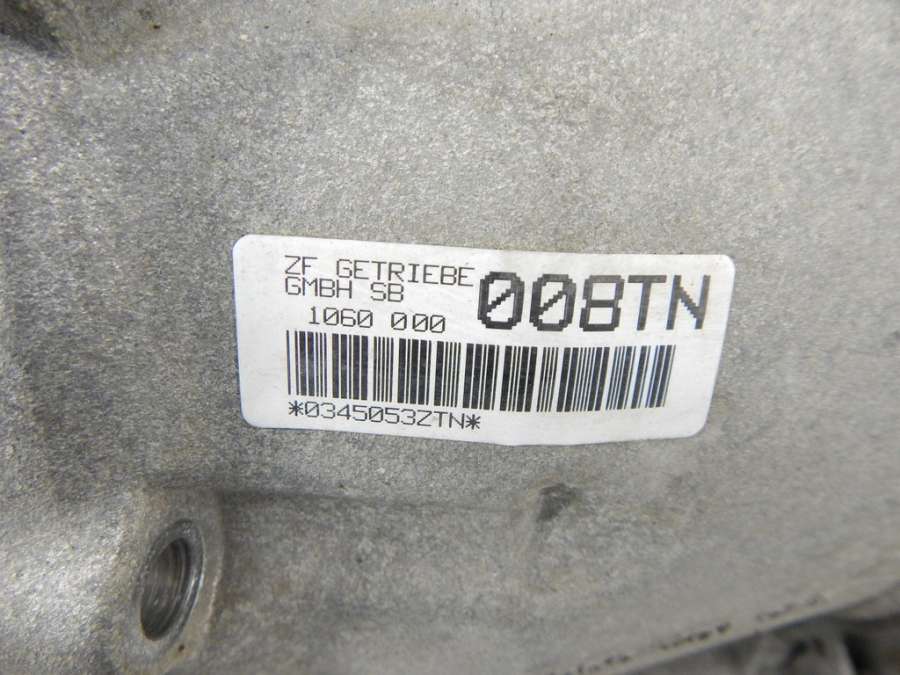 ZF GETRIEBE
GMBH SB
008TN
1060 000
*0345053ZTN*